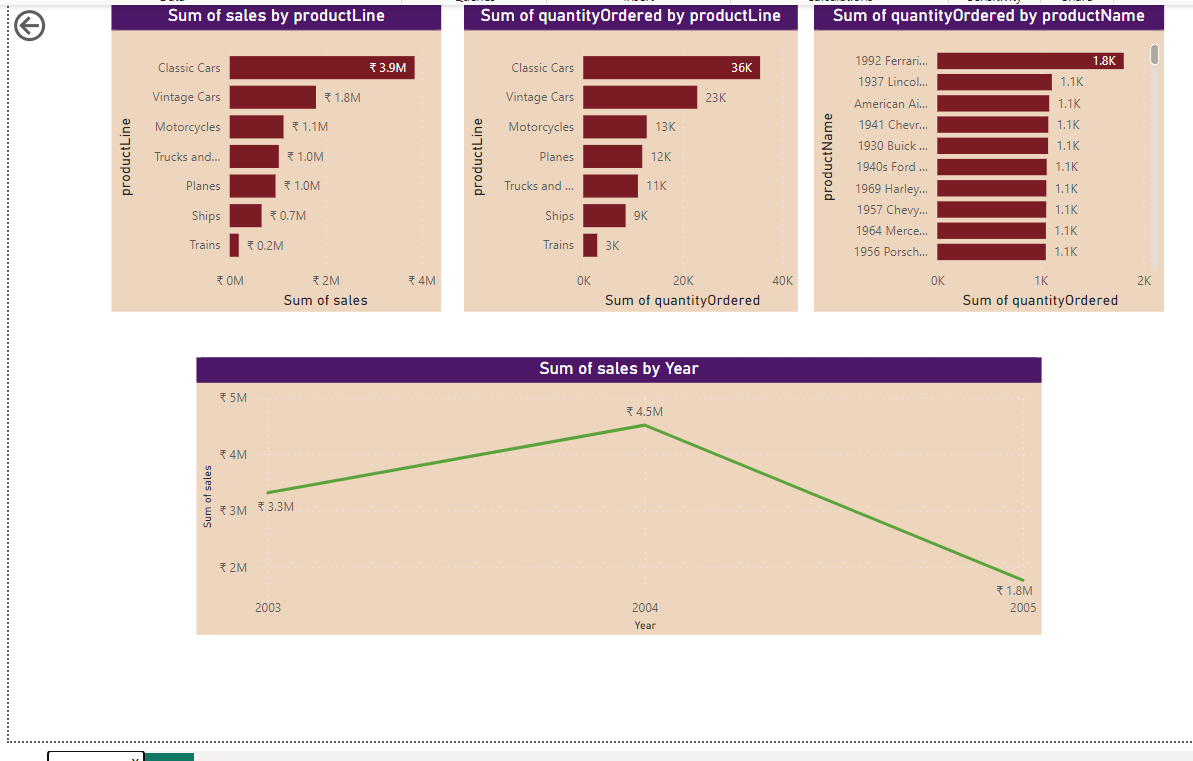 Sum of sales by productLine
productLine
Classic Cars ₹ 3.9M
Vintage Cars ₹ 1.8M
Motorcycles ₹ 1.1M
Trucks and... ₹ 1.0M
Planes ₹ 1.0M
Ships ₹ 0.7M
Trains ₹ 0.2M
₹ 0M ₹ 2M ₹ 4M
Sum of sales
Sum of quantityOrdered by productLine
productLine
Classic Cars 36K
Vintage Cars 23K
Motorcycles 13K
Planes 12K
Trucks and ... 11K
Ships 9K
Trains 3K
0K 20K 40K
Sum of quantityOrdered
Sum of quantityOrdered by productName
productName
1992 Ferrari... 1.8K
1937 Lincol... 1.1K
American Ai... 1.1K
1941 Chevr... 1.1K
1930 Buick ... 1.1K
1940s Ford ... 1.1K
1969 Harley... 1.1K
1957 Chevy... 1.1K
1964 Merce... 1.1K
1956 Porsch... 1.1K
0K 1K 2K
Sum of quantityOrdered
Sum of sales by Year
Sum of sales
₹ 5M
₹ 4.5M
₹ 4M
₹ 3M ₹ 3.3M
₹ 2M
₹ 1.8M
2003 2004 2005
Year